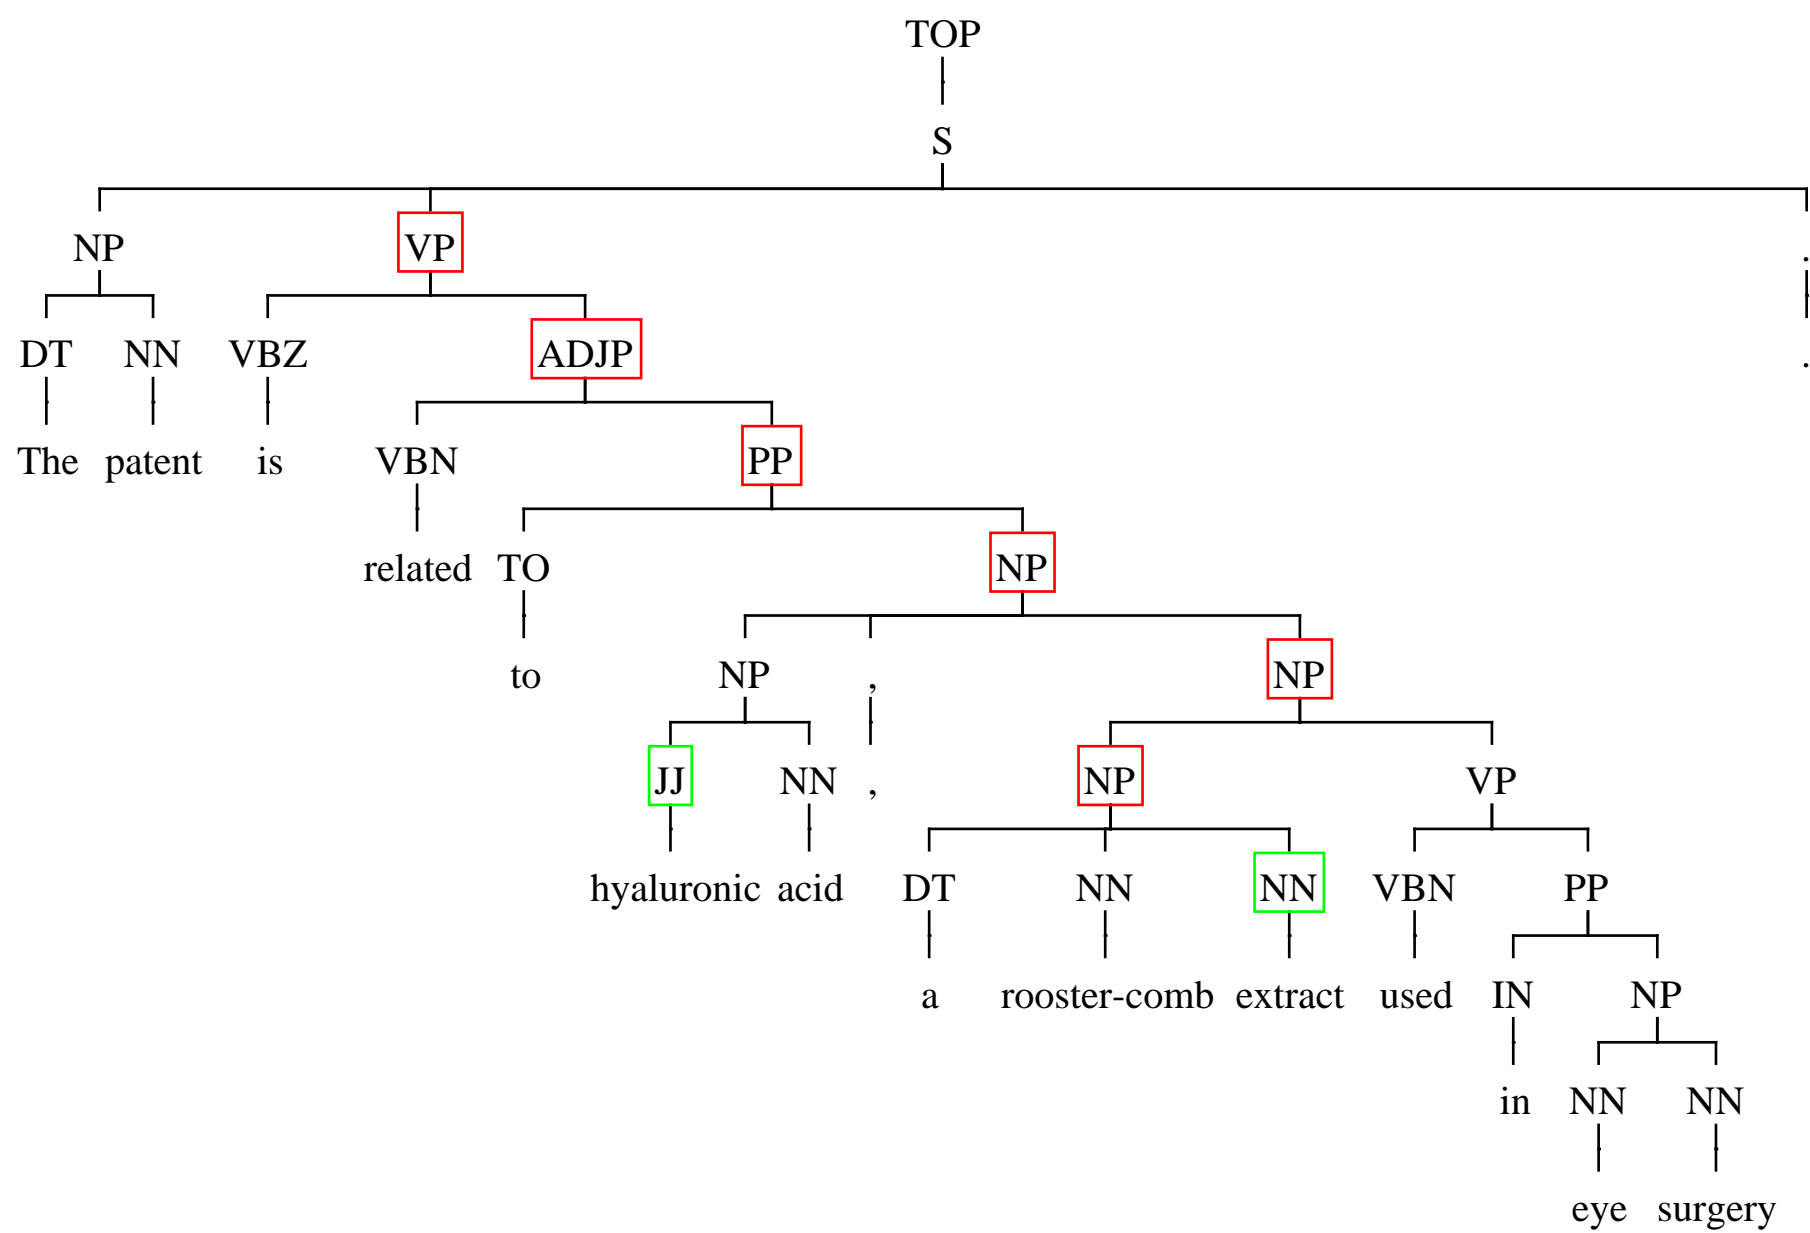 TOP
S
NP VP .
DT NN VBZ ADJP .
The patent is VBN PP
related TO NP
to NP , NP
JJ NN , NP VP
hyaluronic acid DT NN NN VBN PP
a rooster-comb extract used IN NP
in NN NN
eye surgery